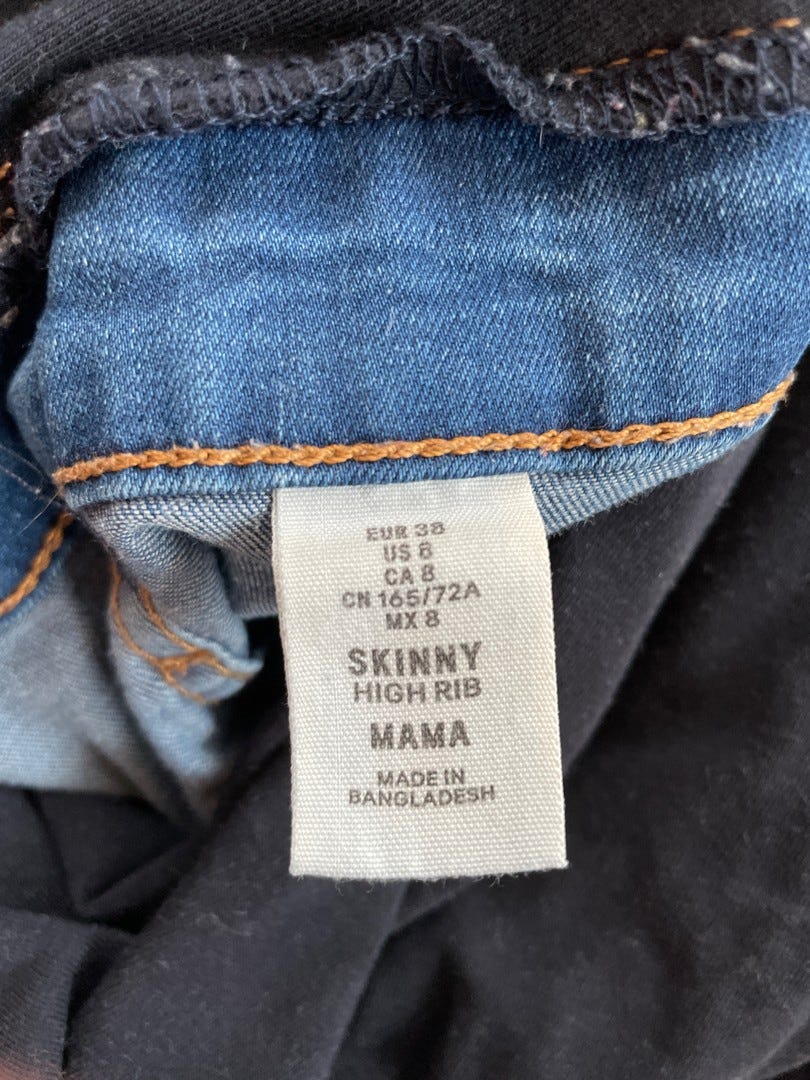 EUR 38
US 8
CA 8
CN 165/72A
MX 8
SKINNY
HIGH RIB
MAMA
MADE IN
BANGLADESH